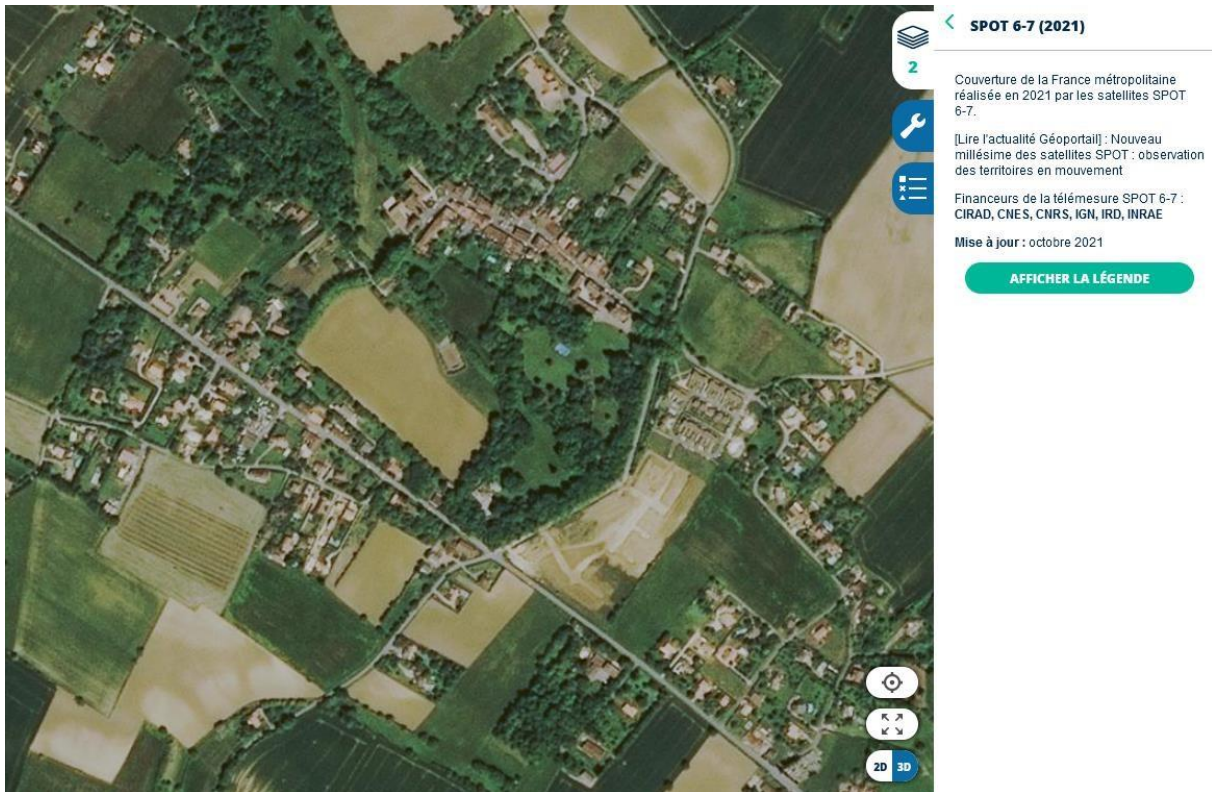 2
SPOT 6-7 (2021)
Couverture de la France métropolitaine
réalisée en 2021 par les satellites SPOT
6-7.
[Lire l'actualité Géoportail] : Nouveau
millésime des satellites SPOT : observation
des territoires en mouvement
Financeurs de la télémesure SPOT 6-7 :
CIRAD, CNES, CNRS, IGN, IRD, INRAE
Mise à jour : octobre 2021
AFFICHER LA LÉGENDE
2D 3D